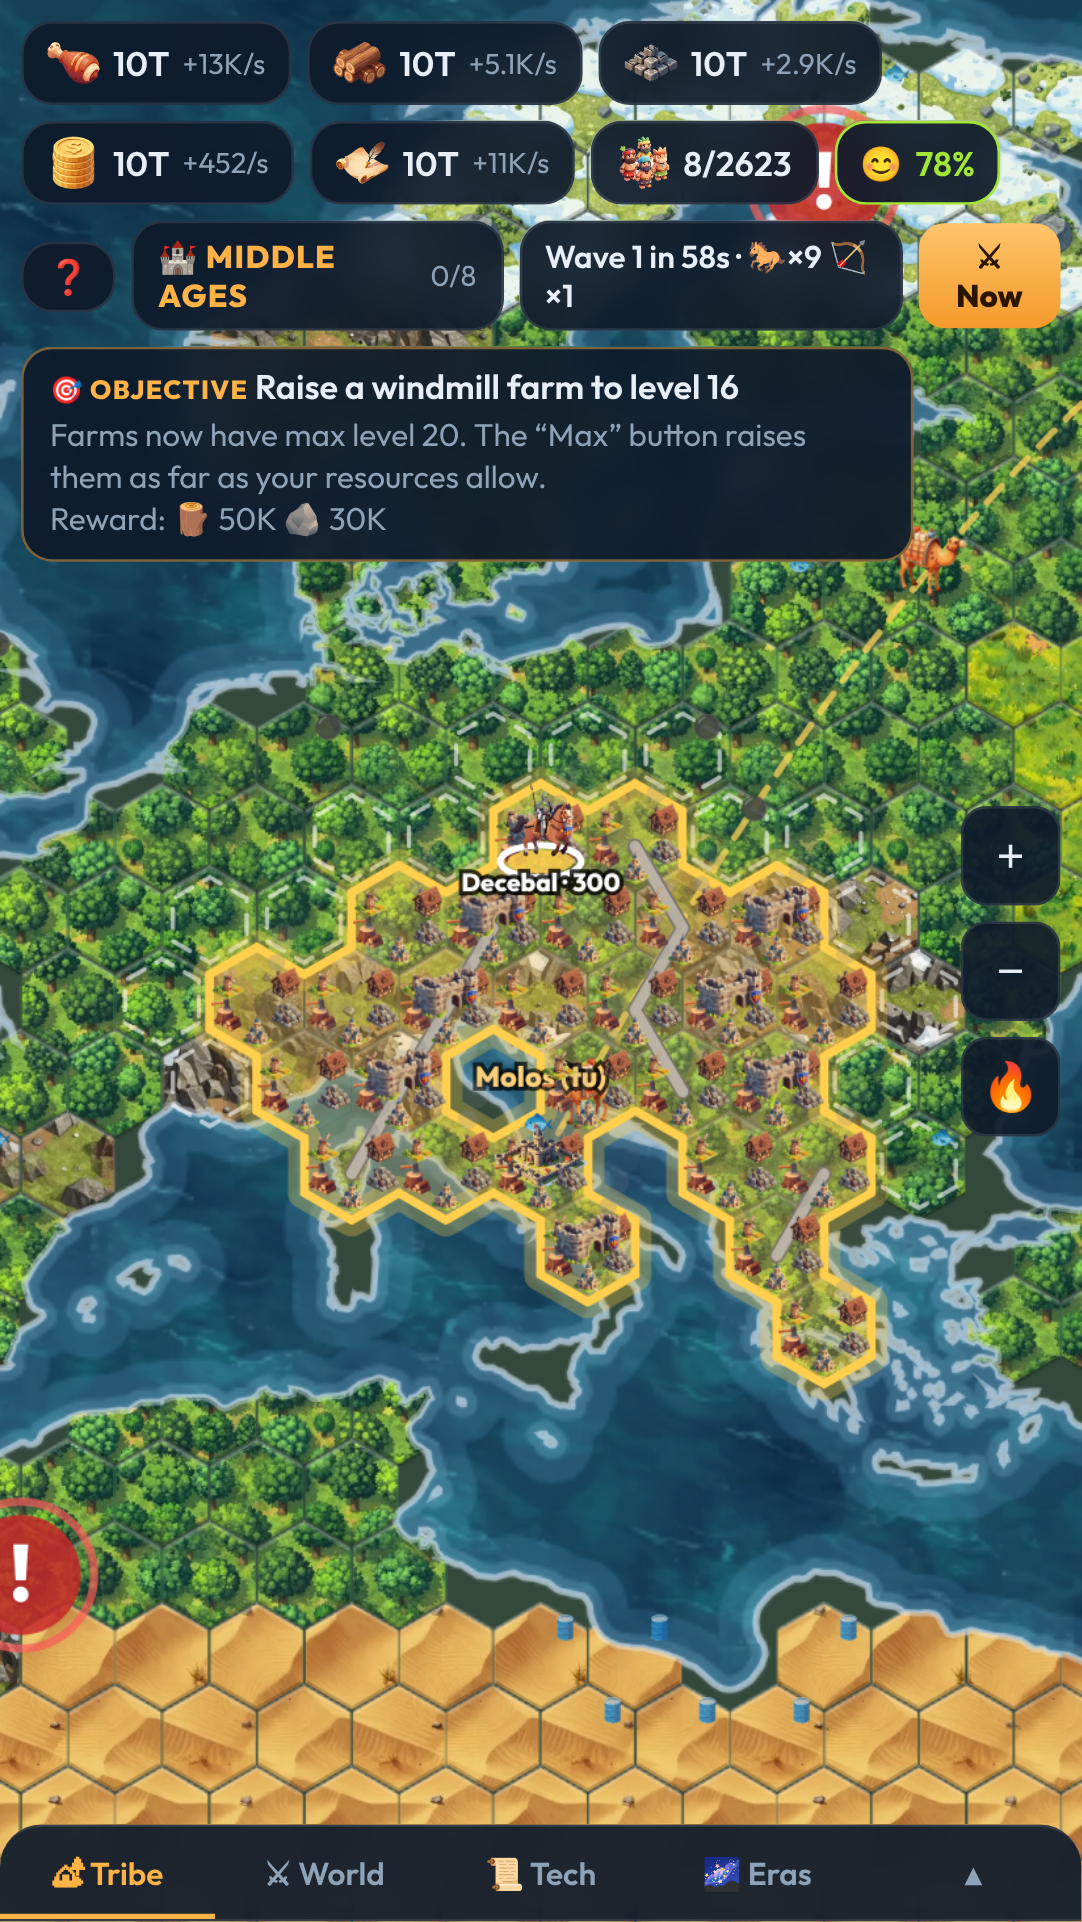 10T +13K/s
10T +5.1K/s
10T +2.9K/s
10T +452/s
10T +11K/s
8/2623
78%
MIDDLE
AGES
0/8
Wave 1 in 58s · ×9
×1
Now
OBJECTIVE Raise a windmill farm to level 16
Farms now have max level 20. The “Max” button raises
them as far as your resources allow.
Reward: 50K 30K
Decebal · 300
Molos (tü)
Tribe
World
Tech
Eras